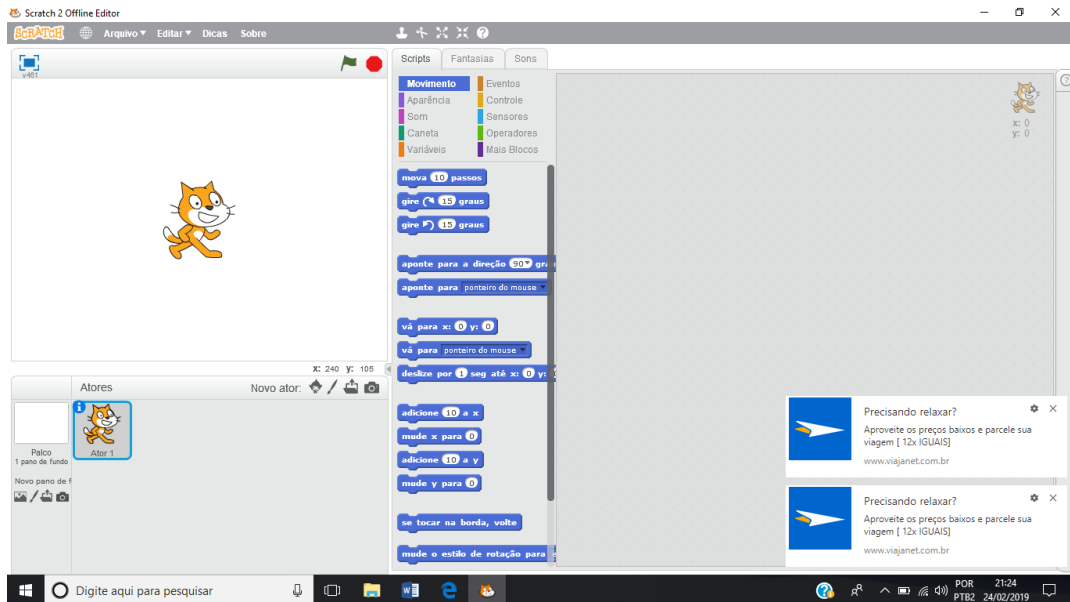 Scratch 2 Offline Editor
SCRATCH Arquivo Editar Dicas Sobre
v461
Scripts Fantasias Sons
Movimento Eventos
Aparência Controle
Som Sensores
Caneta Operadores
Variáveis Mais Blocos
x: 0
y: 0
mova 10 passos
gire 15 graus
gire 15 graus
aponte para a direção 90 gra
aponte para ponteiro do mouse
vá para x: 0 y: 0
vá para ponteiro do mouse
deslize por 1 seg até x: 0 y:
adicione 10 a x
mude x para 0
adicione 10 a y
mude y para 0
se tocar na borda, volte
mude o estilo de rotação para
X: 240 Y: 105
Atores Novo ator:
Palco
1 pano de fundo
Novo pano de f
Ator 1
Precisando relaxar?
Aproveite os preços baixos e parcele sua
viagem [ 12x IGUAIS]
www.viajanet.com.br
Precisando relaxar?
Aproveite os preços baixos e parcele sua
viagem [ 12x IGUAIS]
www.viajanet.com.br
Digite aqui para pesquisar
POR 21:24
PTB2 24/02/2019